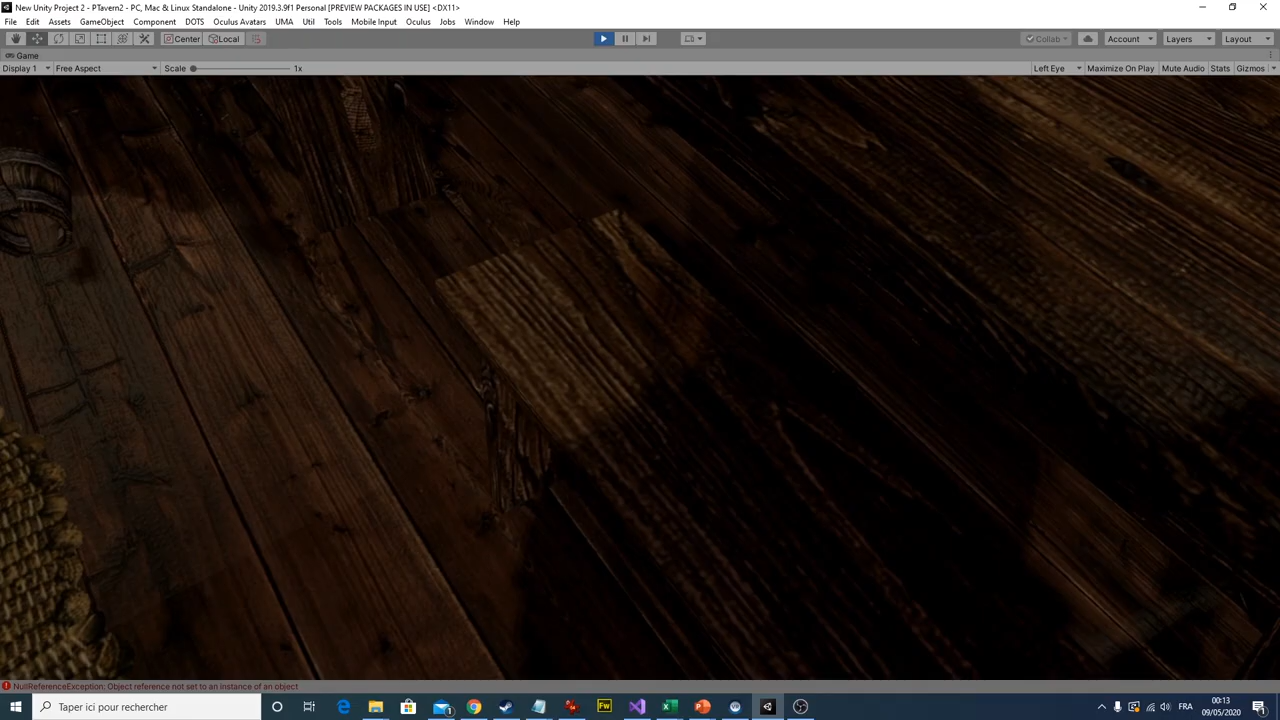 New Unity Project 2 - PTavern2 - PC, Mac & Linux Standalone - Unity 2019.3.9f1 Personal [PREVIEW PACKAGES IN USE] <DX11>
File Edit Assets GameObject Component DOTS Oculus Avatars UMA Util Tools Mobile Input Oculus Jobs Window Help
Center Local Collab Account Layers Layout
Game
Display 1 Free Aspect Scale 1x Left Eye Maximize On Play Mute Audio Stats Gizmos
NullReferenceException: Object reference not set to an instance of an object
Taper ici pour rechercher
Fw
FRA
00:13
09/05/2020